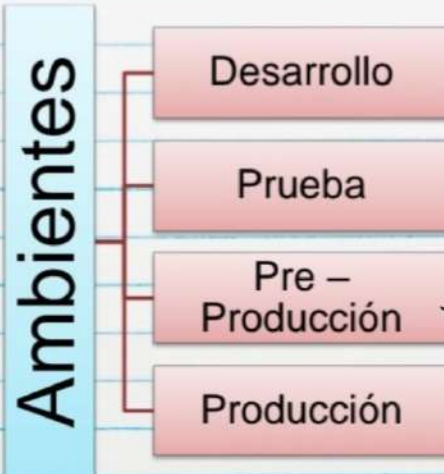 Ambientes
Desarrollo
Prueba
Pre –
Producción
Producción